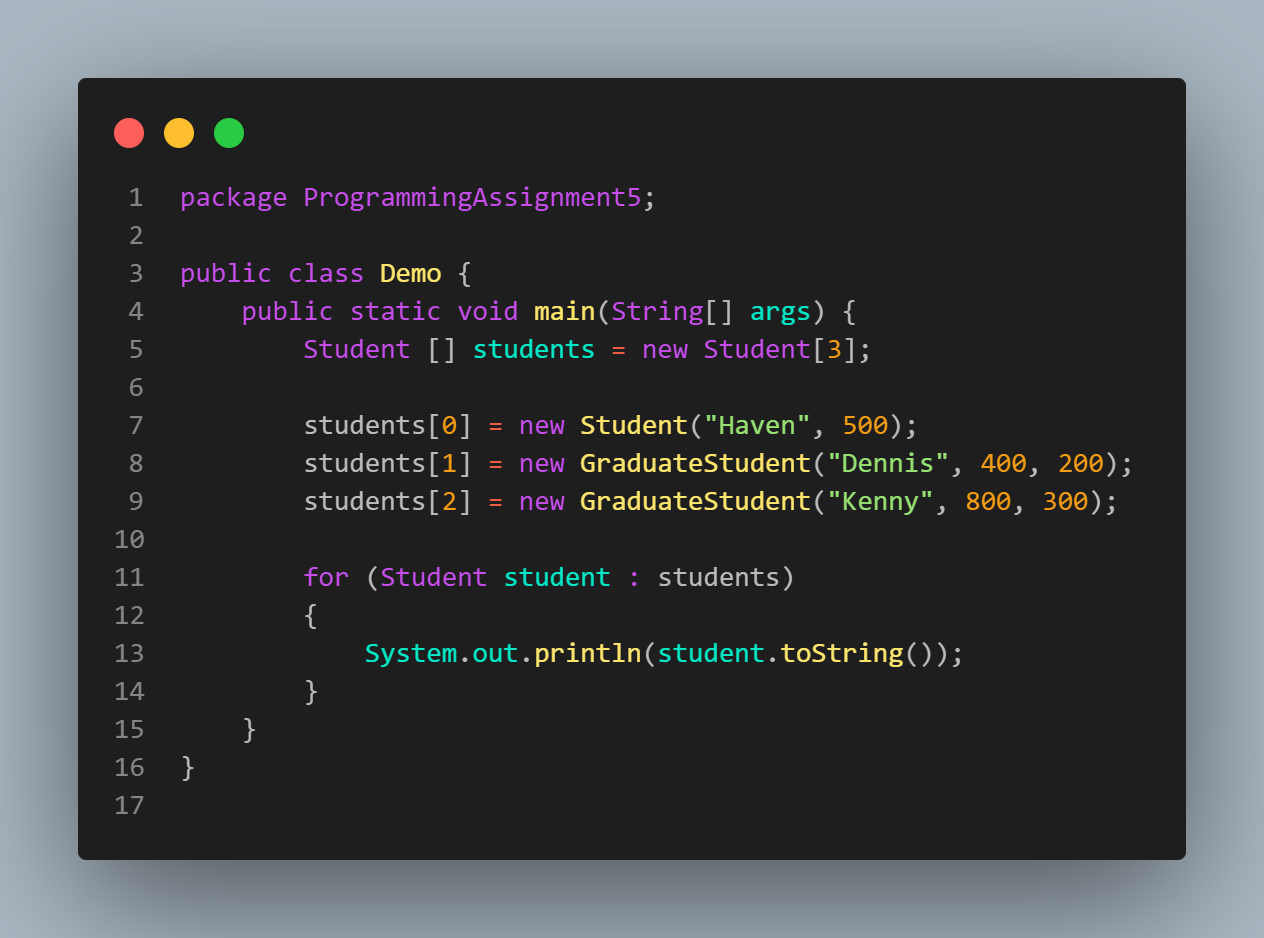 1 package ProgrammingAssignment5;
2
3 public class Demo {
4     public static void main(String[] args) {
5         Student [] students = new Student[3];
6
7         students[0] = new Student("Haven", 500);
8         students[1] = new GraduateStudent("Dennis", 400, 200);
9         students[2] = new GraduateStudent("Kenny", 800, 300);
10
11         for (Student student : students)
12         {
13             System.out.println(student.toString());
14         }
15     }
16 }
17